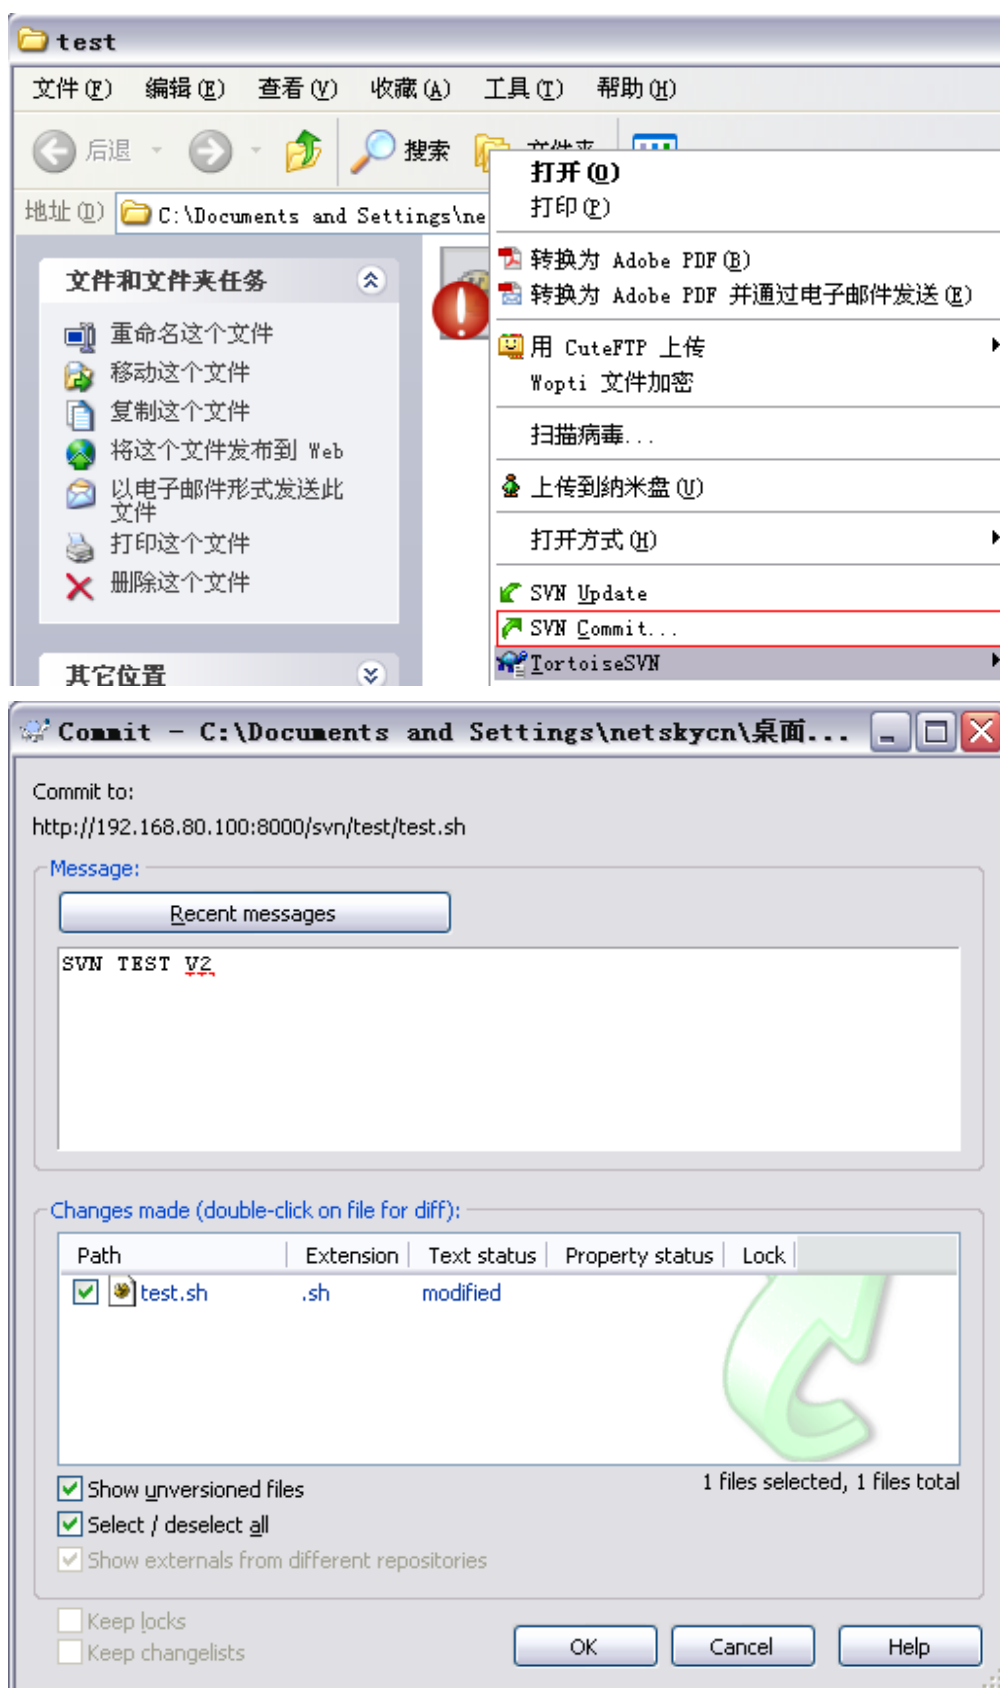 test
文件(F) 编辑(E) 查看(V) 收藏(A) 工具(T) 帮助(H)
后退 搜索 文件夹
地址(D) C:\Documents and Settings\ne
文件和文件夹任务
重命名这个文件
移动这个文件
复制这个文件
将这个文件发布到 Web
以电子邮件形式发送此
文件
打印这个文件
删除这个文件
其它位置
打开(O)
打印(P)
转换为 Adobe PDF(B)
转换为 Adobe PDF 并通过电子邮件发送(E)
用 CuteFTP 上传
Wopti 文件加密
扫描病毒...
上传到纳米盘(U)
打开方式(H)
SVN Update
SVN Commit...
TortoiseSVN
Commit - C:\Documents and Settings\netskycn\桌面...
Commit to:
http://192.168.80.100:8000/svn/test/test.sh
Message:
Recent messages
SVN TEST V2
Changes made (double-click on file for diff):
Path Extension Text status Property status Lock
test.sh .sh modified
1 files selected, 1 files total
Show unversioned files
Select / deselect all
Show externals from different repositories
Keep locks
Keep changelists
OK Cancel Help